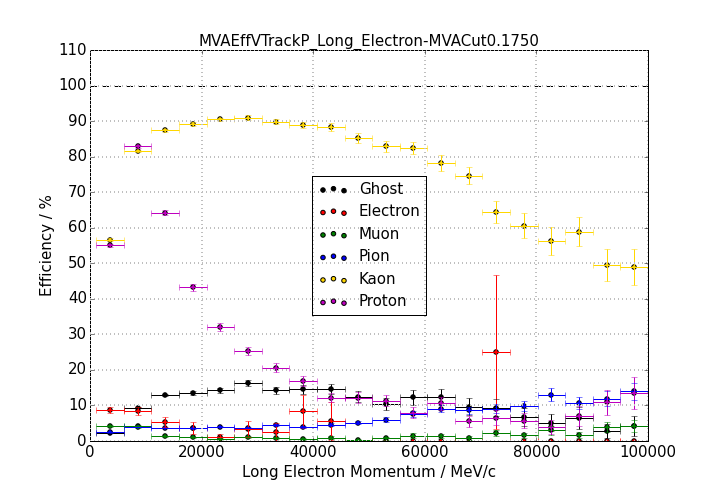 MVAEffVTrackP_Long_Electron-MVACut0.1750
110
100
90
80
70
60
50
40
30
20
10
0
Efficiency / %
Ghost
Electron
Muon
Pion
Kaon
Proton
0 20000 40000 60000 80000 100000
Long Electron Momentum / MeV/c